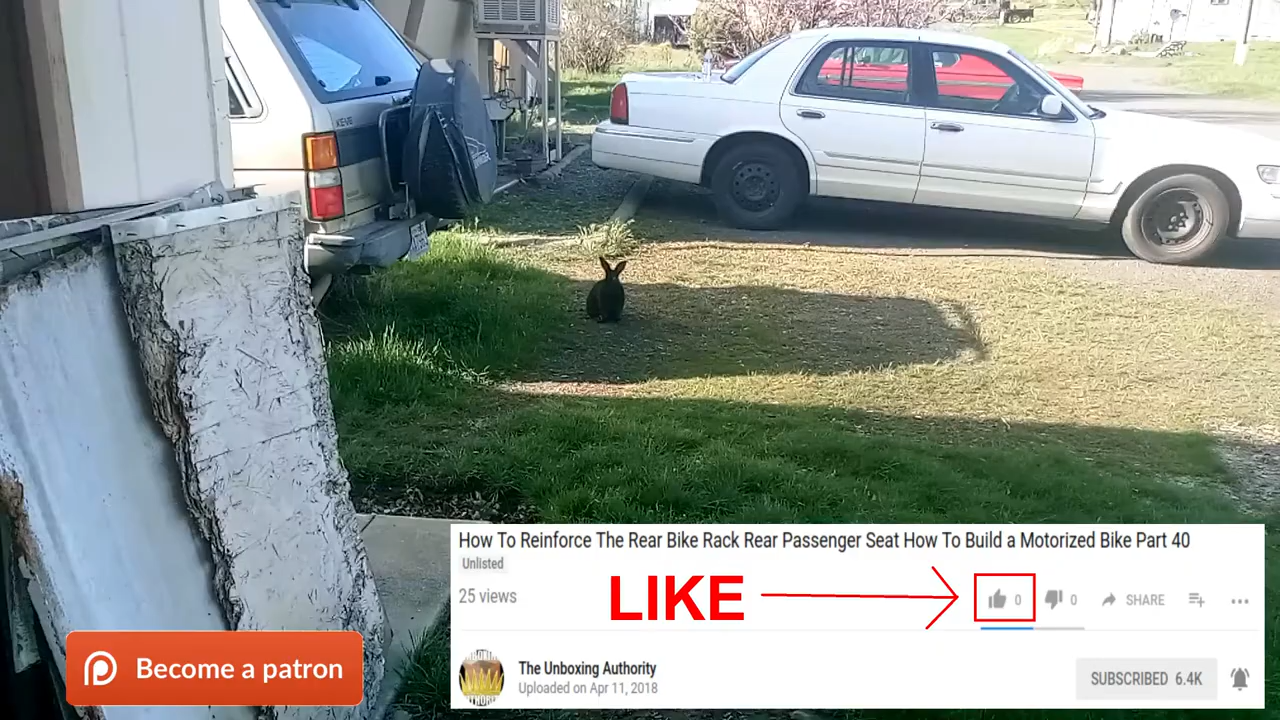 How To Reinforce The Rear Bike Rack Rear Passenger Seat How To Build a Motorized Bike Part 40
Unlisted
25 views
LIKE
0
0
SHARE
Become a patron
The Unboxing Authority
Uploaded on Apr 11, 2018
SUBSCRIBED 6.4K